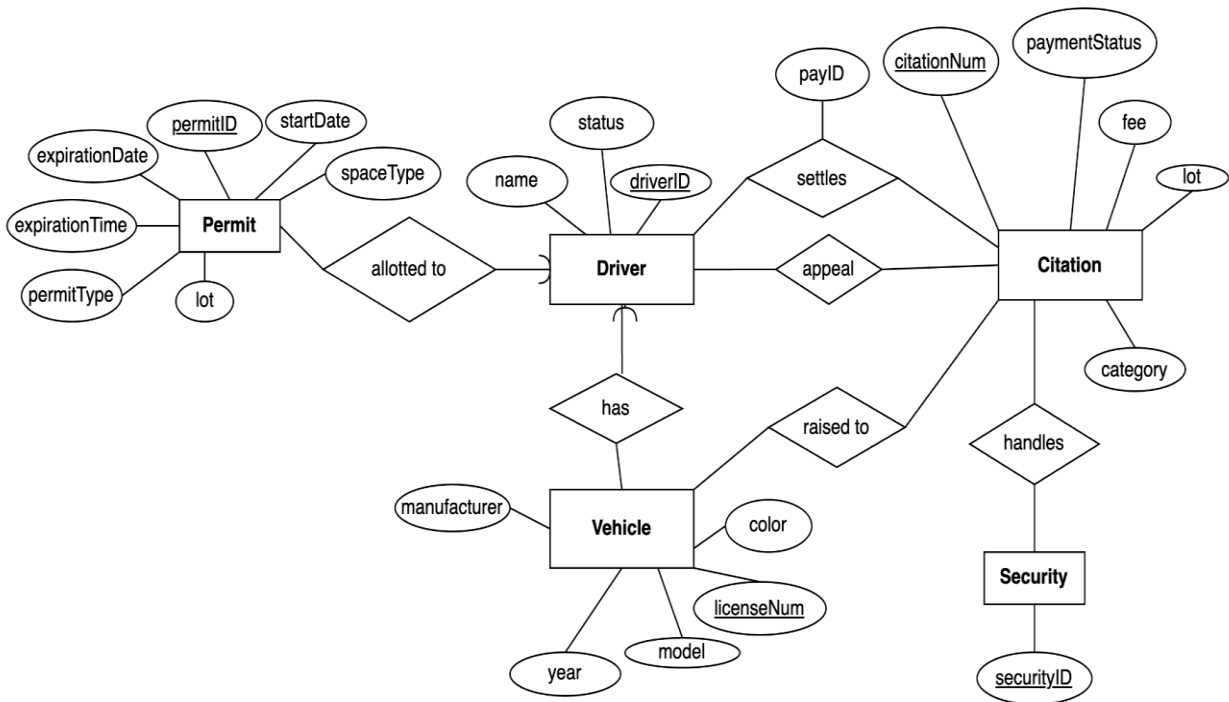 paymentStatus
citationNum
payID
permitID
startDate
status
fee
expirationDate
spaceType
name
driverID
settles
lot
expirationTime
Permit
allotted to
Driver
appeal
Citation
permitType
lot
category
has
raised to
handles
manufacturer
Vehicle
color
Security
licenseNum
model
year
securityID